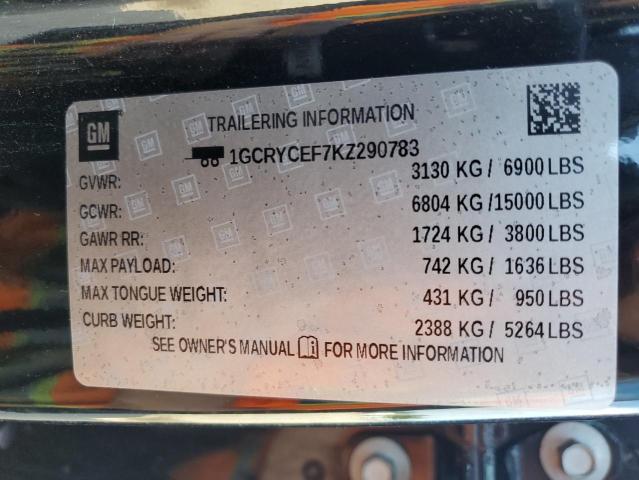 GM
TRAILERING INFORMATION
1GCRYCEF7KZ290783
GVWR: 3130 KG / 6900 LBS
GCWR: 6804 KG / 15000 LBS
GAWR RR: 1724 KG / 3800 LBS
MAX PAYLOAD: 742 KG / 1636 LBS
MAX TONGUE WEIGHT: 431 KG / 950 LBS
CURB WEIGHT: 2388 KG / 5264 LBS
SEE OWNER'S MANUAL FOR MORE INFORMATION